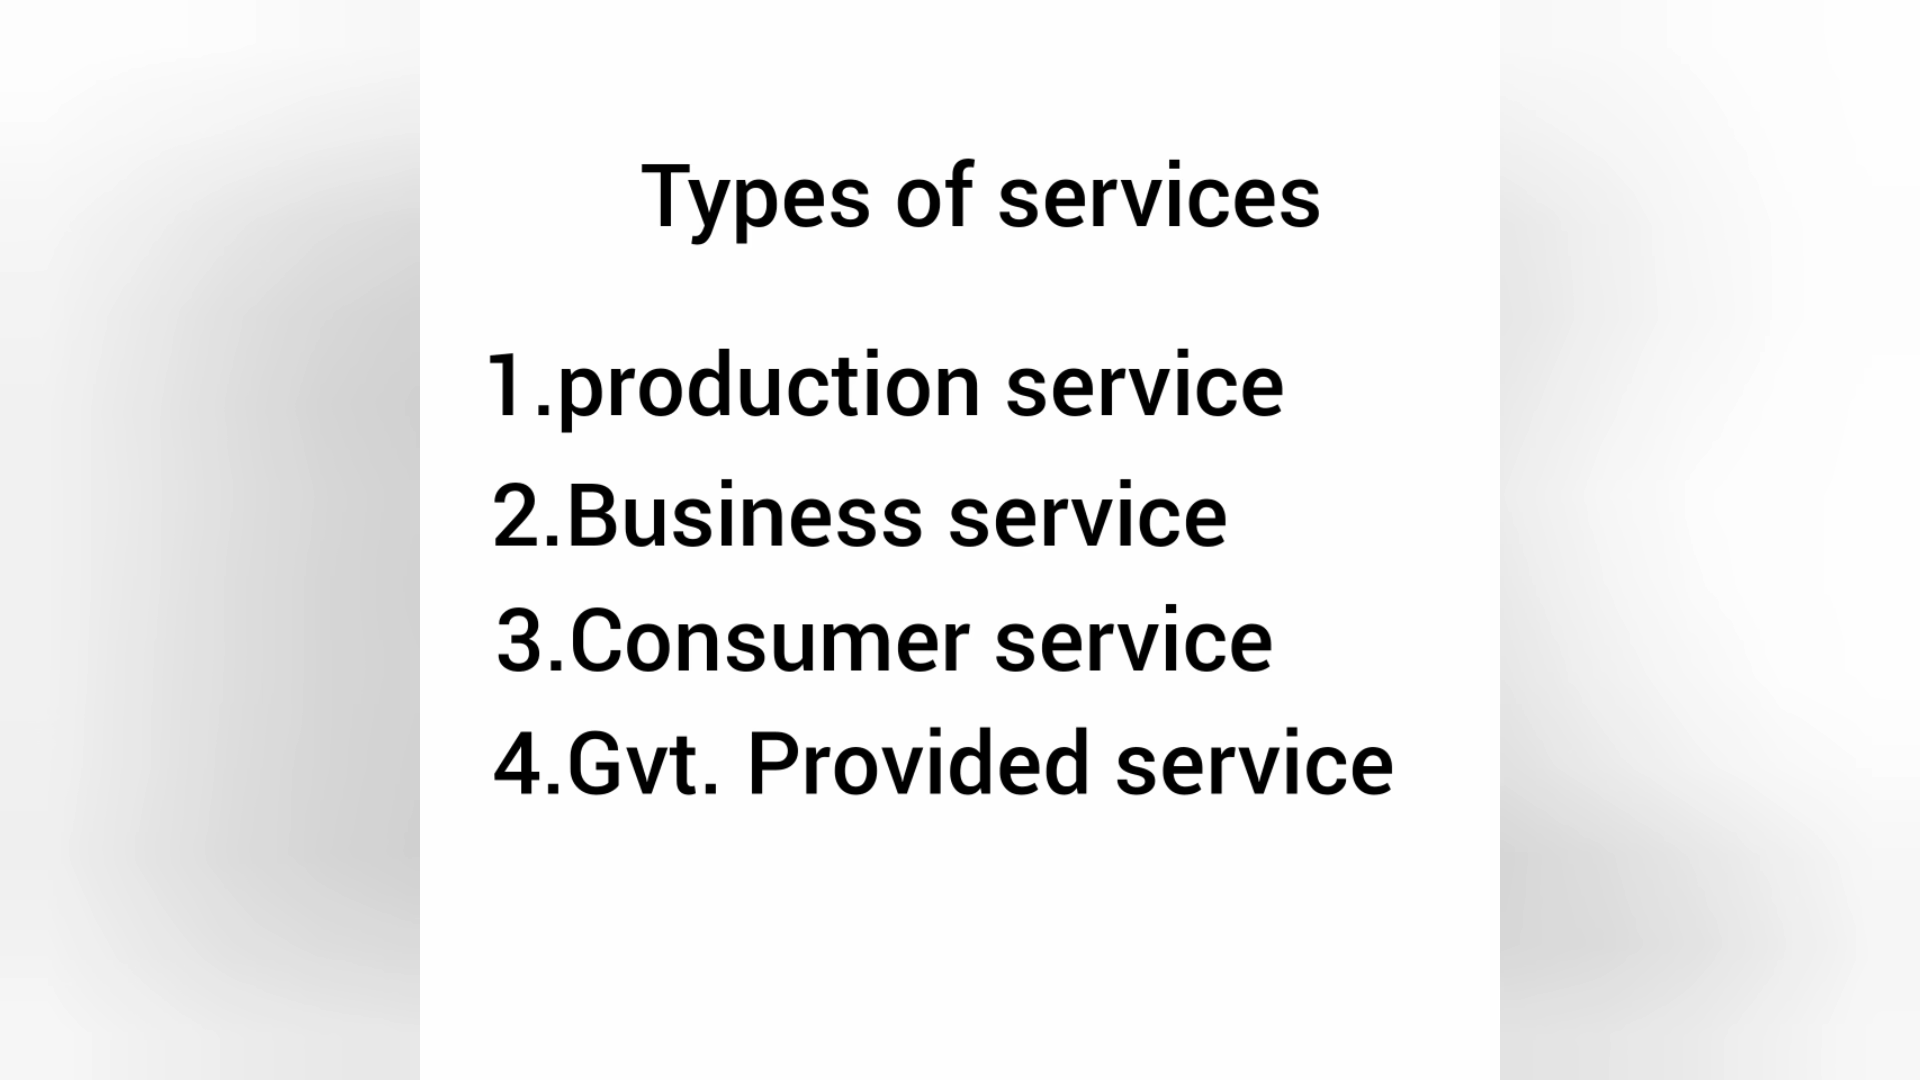 Types of services
1.production service
2.Business service
3.Consumer service
4.Gvt. Provided service